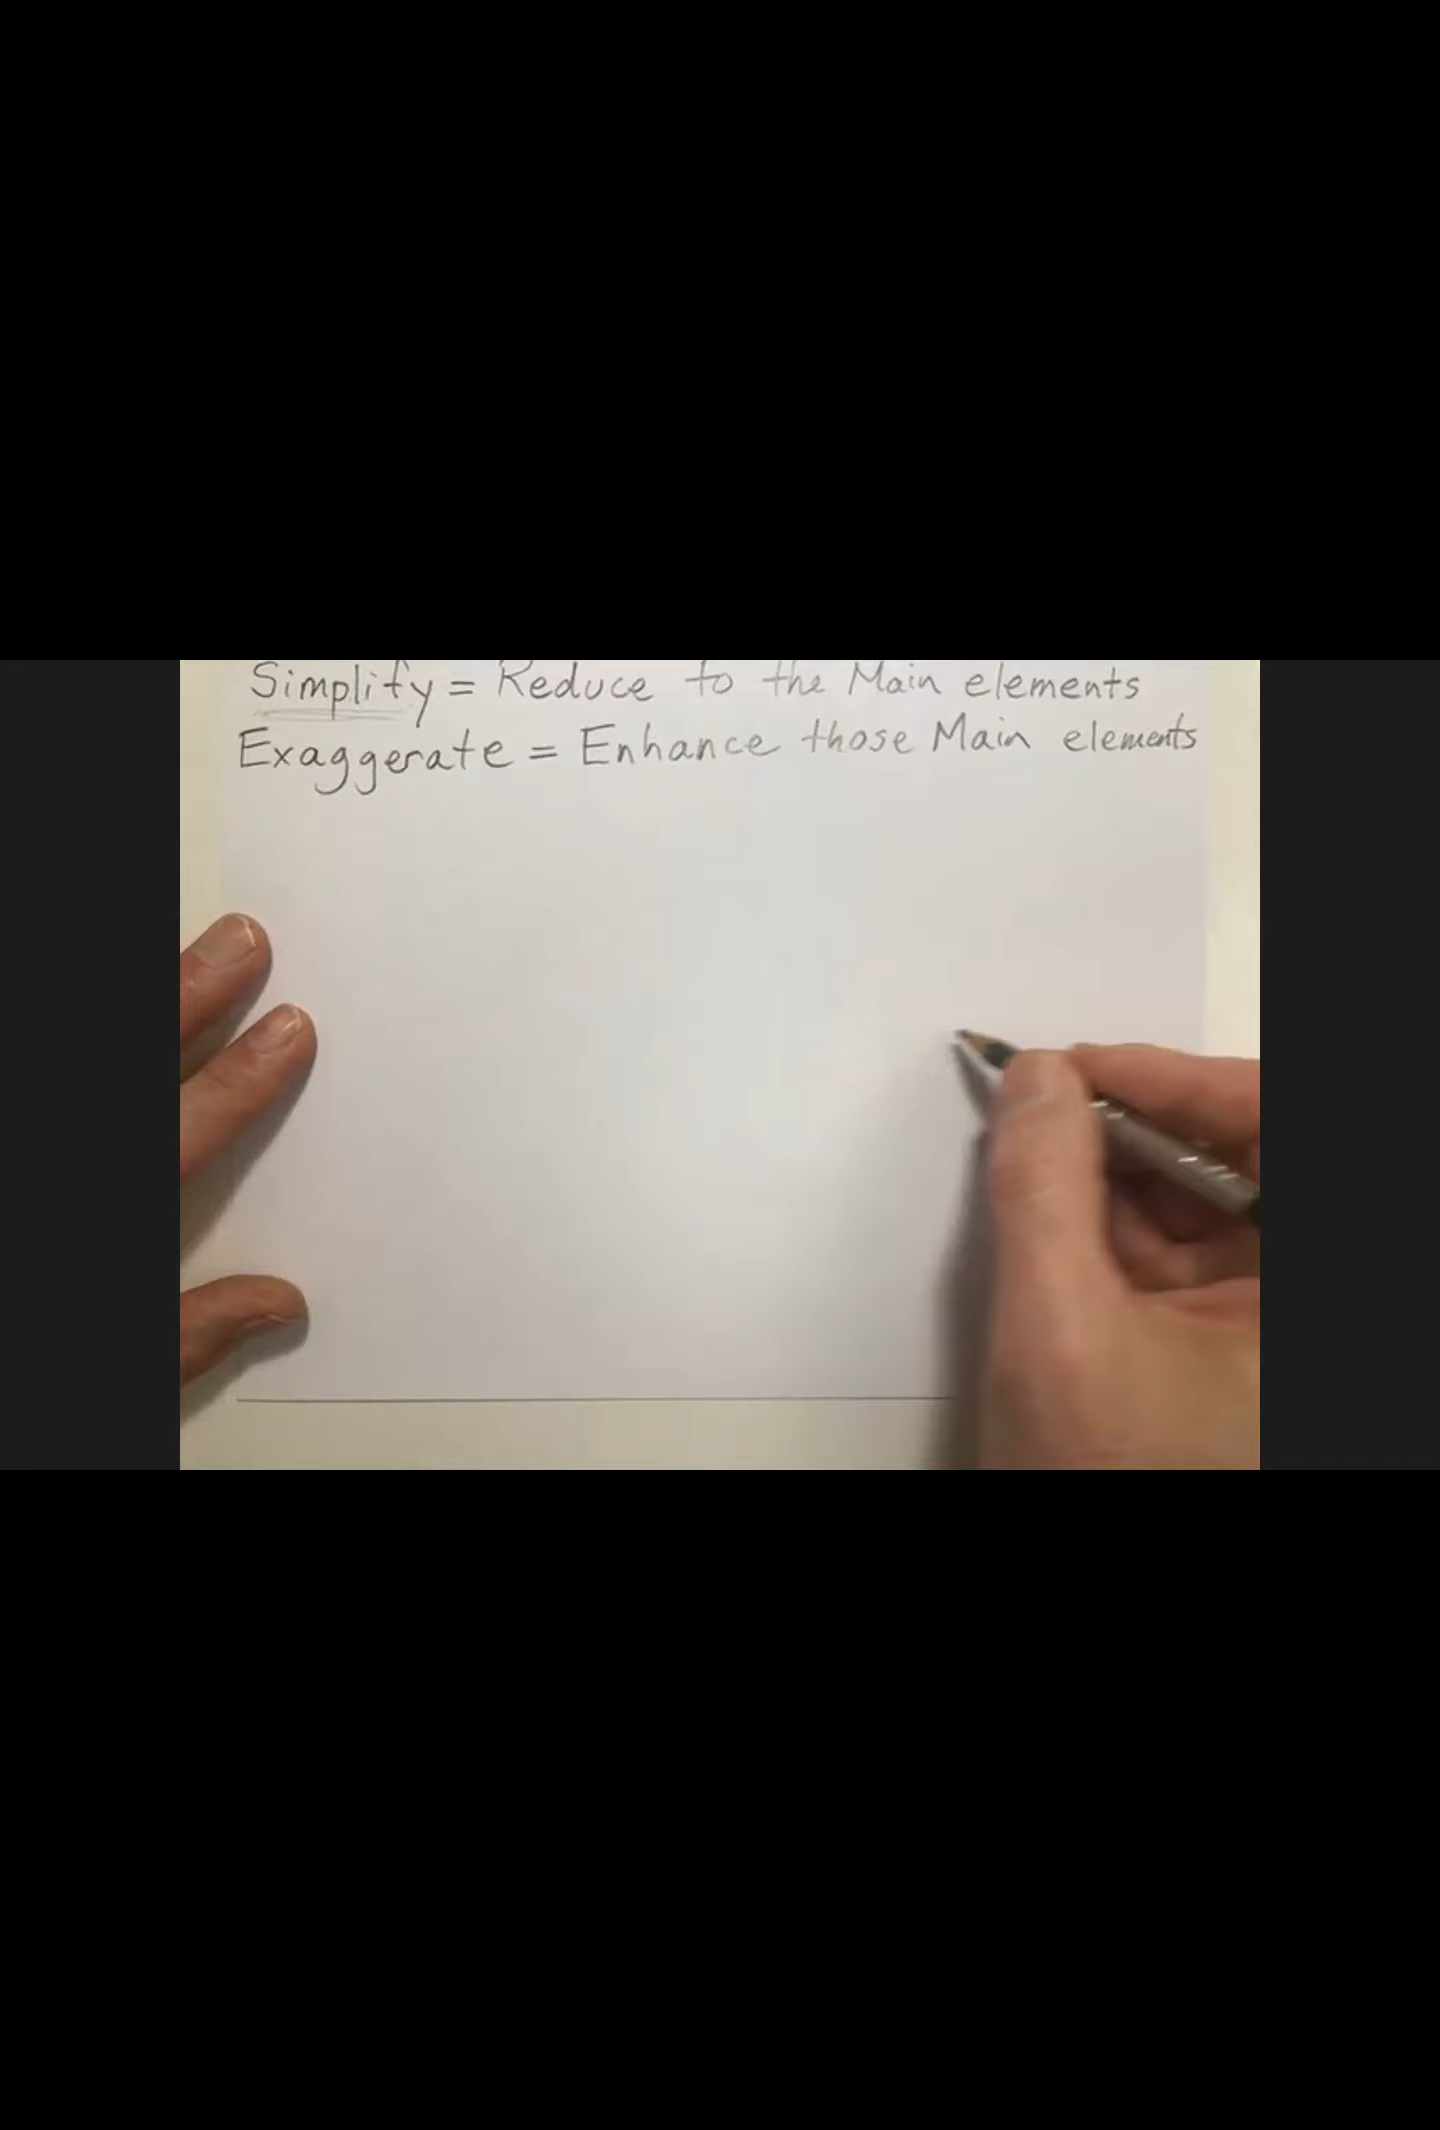 Simplify = Reduce to the Main elements
Exaggerate = Enhance those Main elements